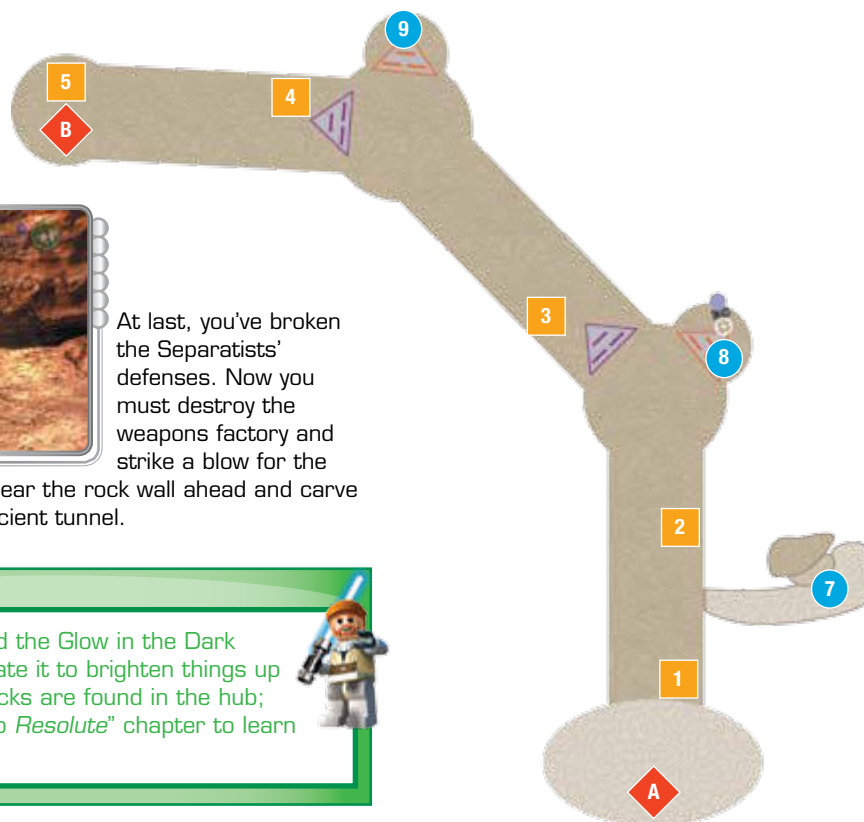 9
5
4
B
At last, you've broken
the Separatists'
defenses. Now you
must destroy the
weapons factory and
strike a blow for the
ear the rock wall ahead and carve
cient tunnel.
3
8
2
7
d the Glow in the Dark
ate it to brighten things up
cks are found in the hub;
o Resolute" chapter to learn
1
A